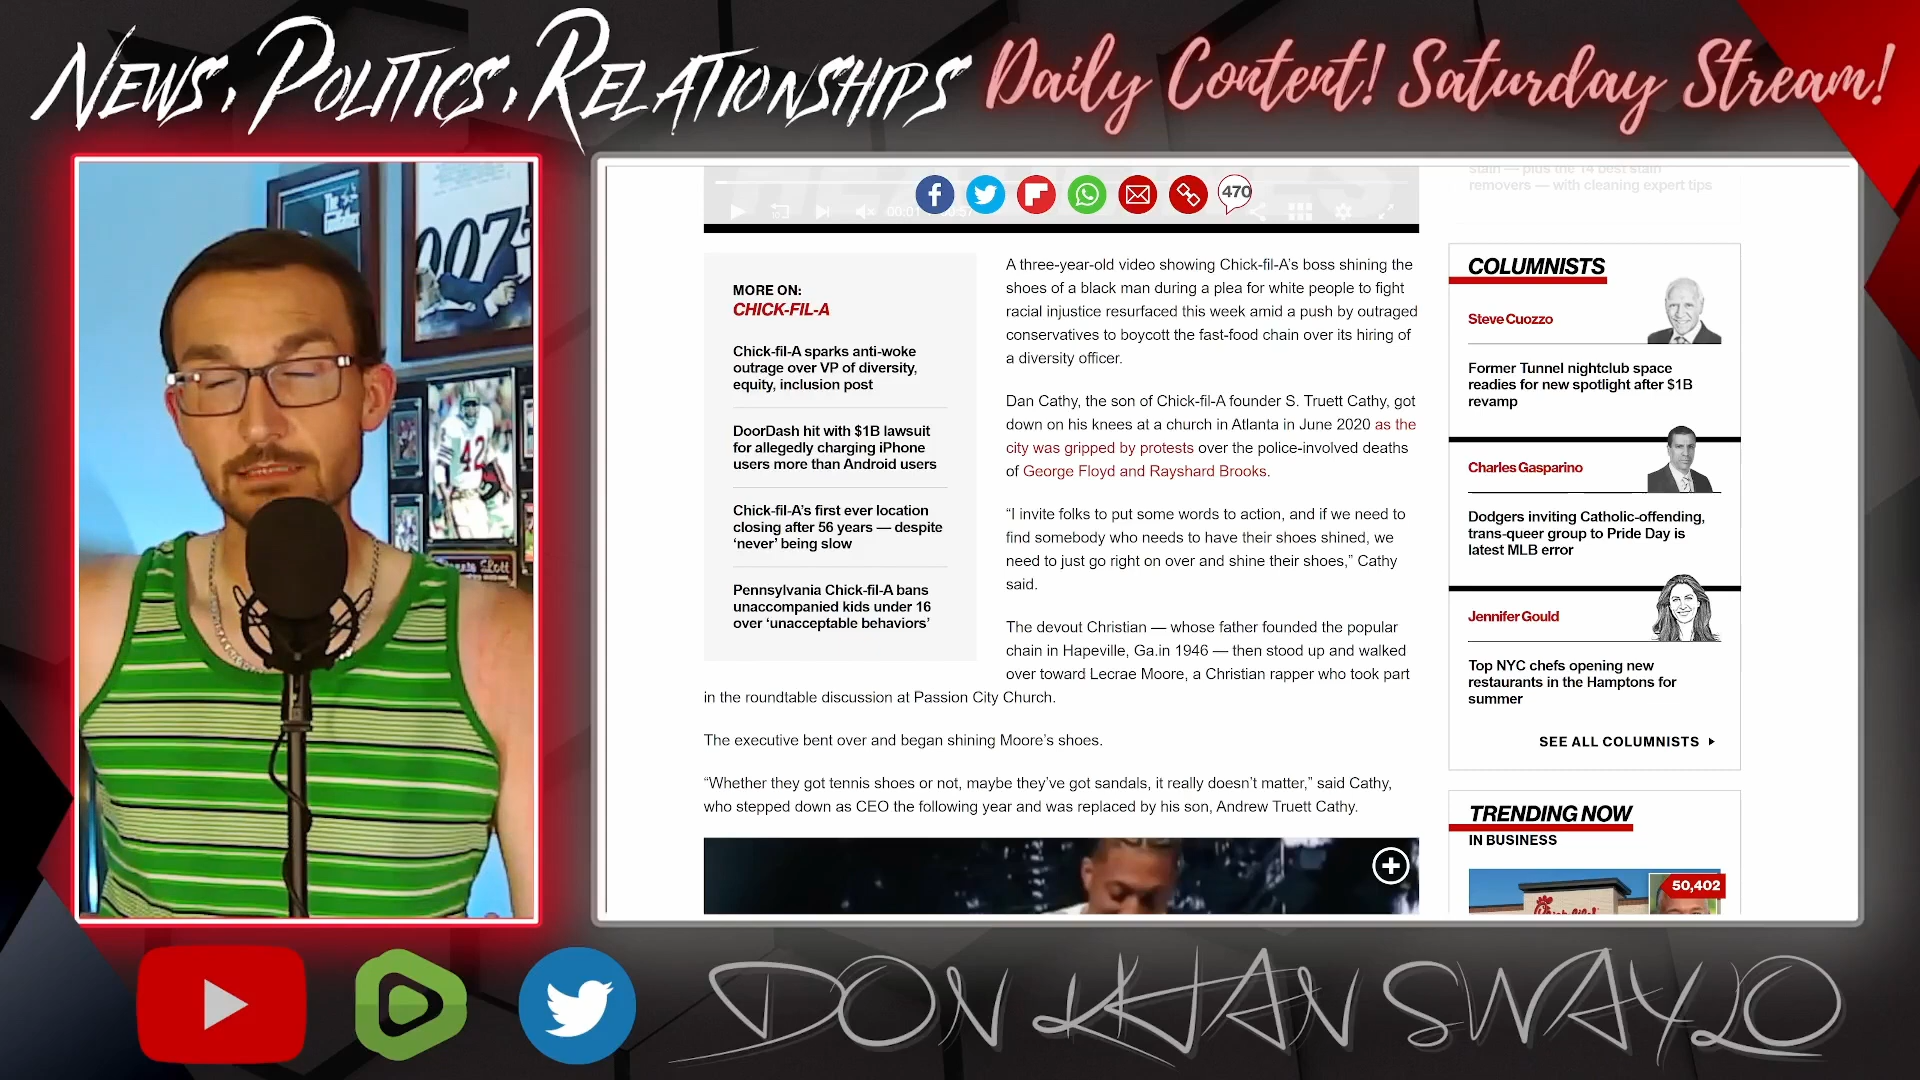 NEWS, POLITICS, RELATIONSHIPS Daily Content! Saturday Stream!
The
007
42
470
stain — plus the 14 best stain
removers — with cleaning expert tips
MORE ON:
CHICK-FIL-A
Chick-fil-A sparks anti-woke
outrage over VP of diversity,
equity, inclusion post
DoorDash hit with $1B lawsuit
for allegedly charging iPhone
users more than Android users
Chick-fil-A’s first ever location
closing after 56 years — despite
‘never’ being slow
Pennsylvania Chick-fil-A bans
unaccompanied kids under 16
over ‘unacceptable behaviors’
A three-year-old video showing Chick-fil-A’s boss shining the
shoes of a black man during a plea for white people to fight
racial injustice resurfaced this week amid a push by outraged
conservatives to boycott the fast-food chain over its hiring of
a diversity officer.
Dan Cathy, the son of Chick-fil-A founder S. Truett Cathy, got
down on his knees at a church in Atlanta in June 2020 as the
city was gripped by protests over the police-involved deaths
of George Floyd and Rayshard Brooks.
“I invite folks to put some words to action, and if we need to
find somebody who needs to have their shoes shined, we
need to just go right on over and shine their shoes,” Cathy
said.
The devout Christian — whose father founded the popular
chain in Hapeville, Ga.in 1946 — then stood up and walked
over toward Lecrae Moore, a Christian rapper who took part
in the roundtable discussion at Passion City Church.
The executive bent over and began shining Moore’s shoes.
“Whether they got tennis shoes or not, maybe they’ve got sandals, it really doesn’t matter,” said Cathy,
who stepped down as CEO the following year and was replaced by his son, Andrew Truett Cathy.
COLUMNISTS
Steve Cuozzo
Former Tunnel nightclub space
readies for new spotlight after $1B
revamp
Charles Gasparino
Dodgers inviting Catholic-offending,
trans-queer group to Pride Day is
latest MLB error
Jennifer Gould
Top NYC chefs opening new
restaurants in the Hamptons for
summer
SEE ALL COLUMNISTS
TRENDING NOW
IN BUSINESS
50,402
DON KHAN SWAYLO